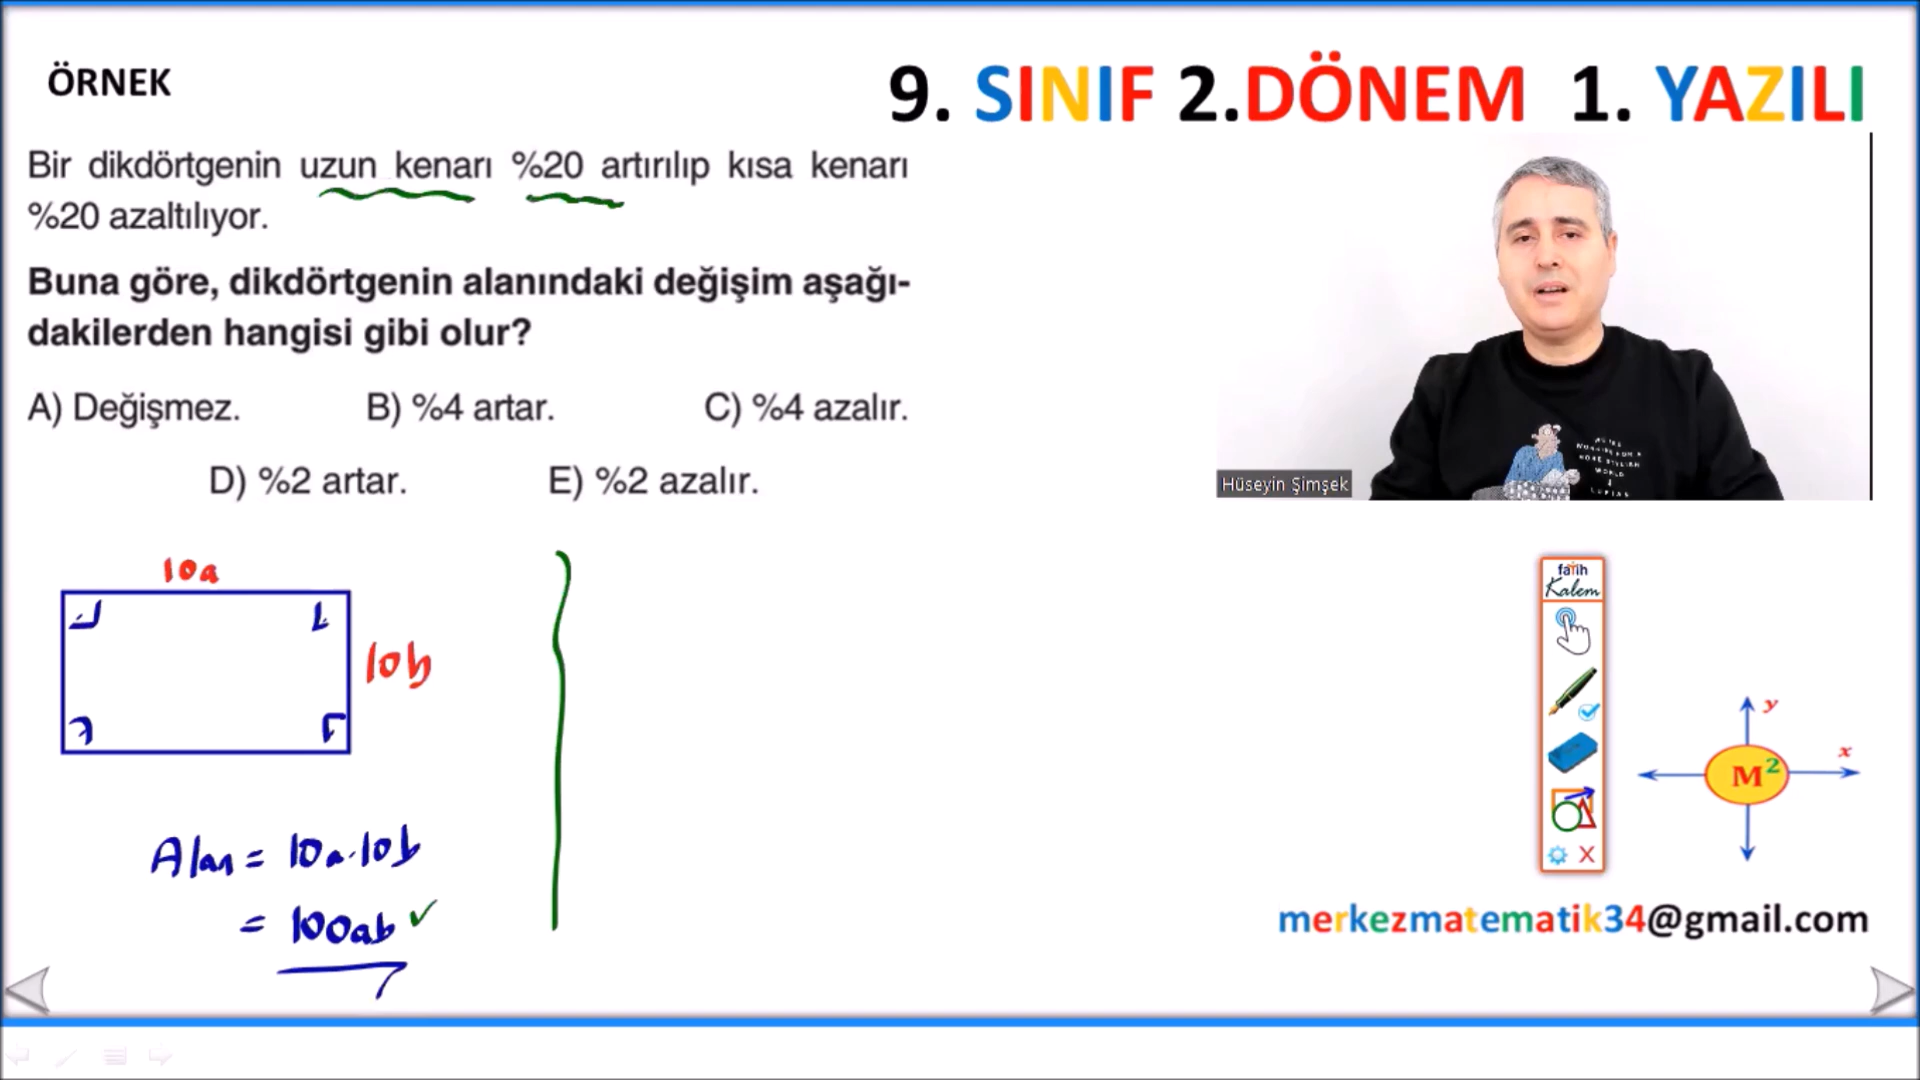 ÖRNEK
9. SINIF 2.DÖNEM 1. YAZILI
Bir dikdörtgenin uzun kenarı %20 artırılıp kısa kenarı
%20 azaltılıyor.
Buna göre, dikdörtgenin alanındaki değişim aşağı-
dakilerden hangisi gibi olur?
A) Değişmez. B) %4 artar. C) %4 azalır.
D) %2 artar. E) %2 azalır.
Hüseyin Şimşek
10a
10b
Alan = 10a.10b
= 100ab
fatih
Kalem
y
x
M²
merkezmatematik34@gmail.com